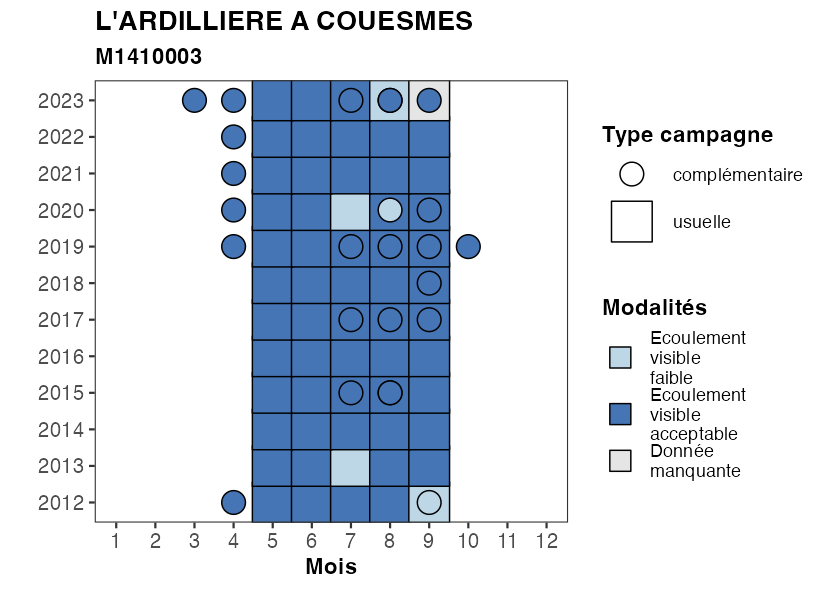 L'ARDILLIERE A COUESMES
M1410003
2023
2022
2021
2020
2019
2018
2017
2016
2015
2014
2013
2012
1 2 3 4 5 6 7 8 9 10 11 12
Mois
Type campagne
complémentaire
usuelle
Modalités
Ecoulement
visible
faible
Ecoulement
visible
acceptable
Donnée
manquante